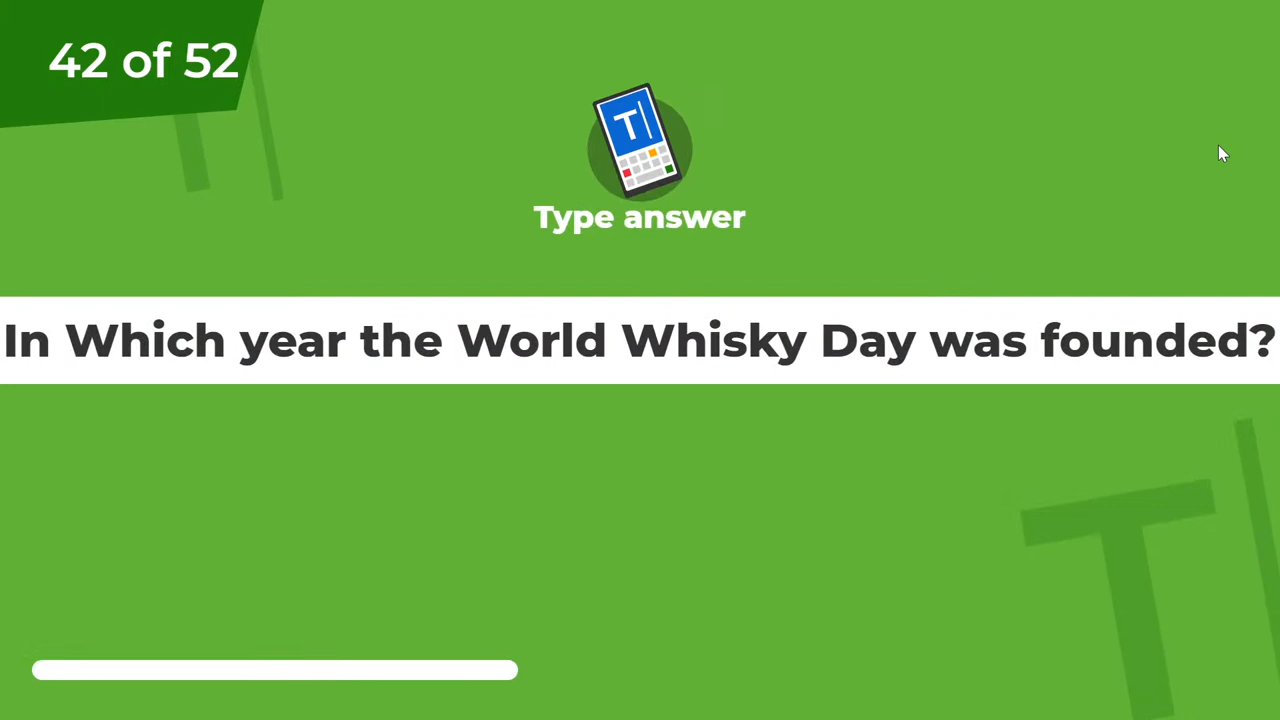 42 of 52
T
Type answer
In Which year the World Whisky Day was founded?
T